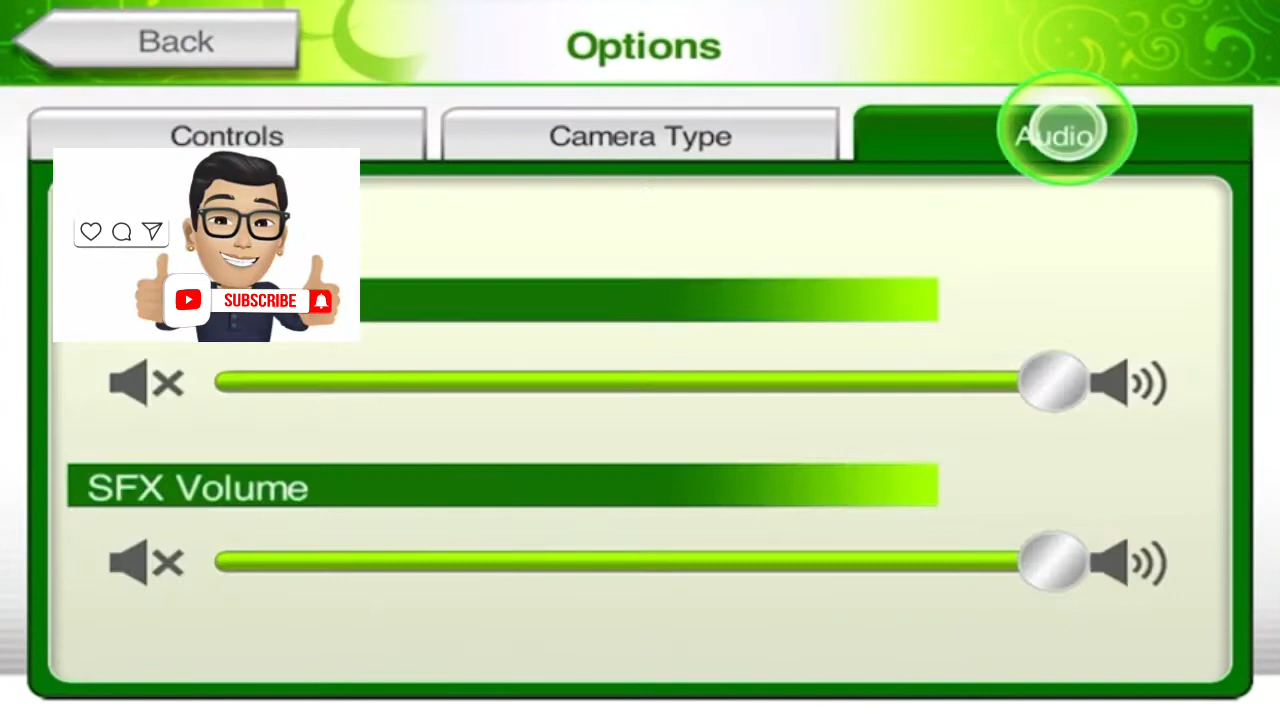 Back
Options
Controls
Camera Type
Audio
SUBSCRIBE
SFX Volume